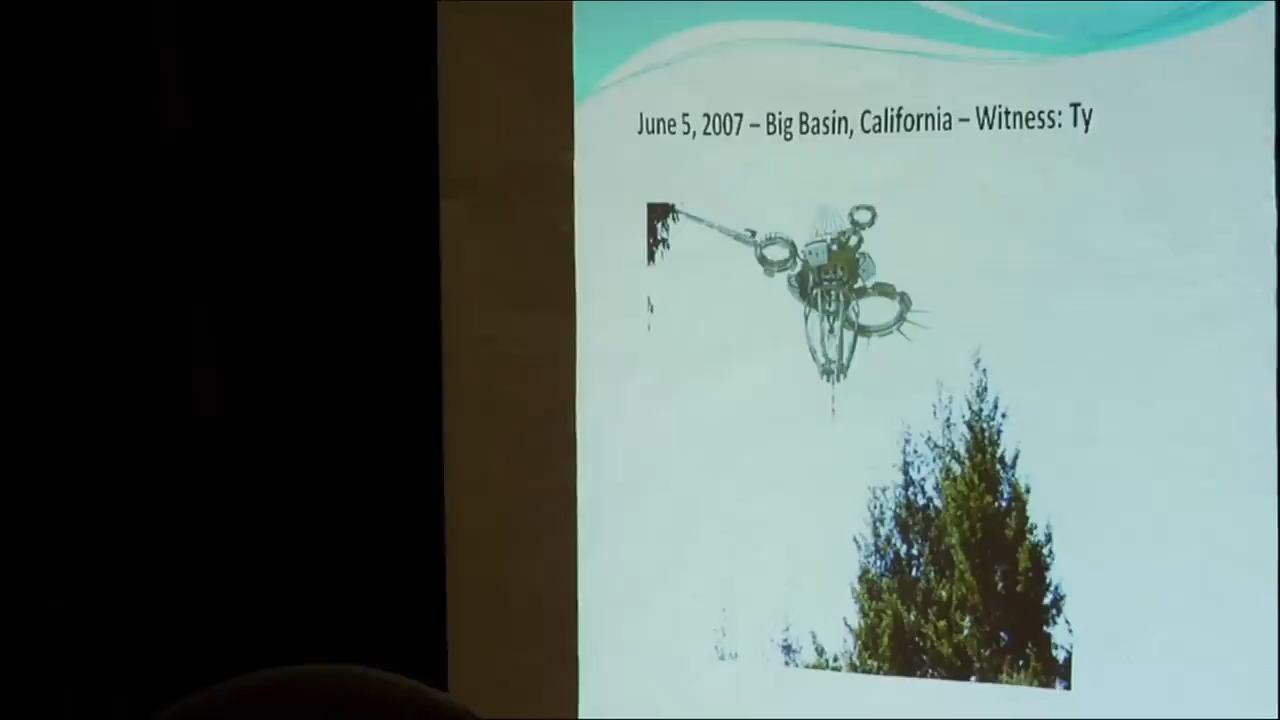 June 5, 2007 – Big Basin, California – Witness: Ty